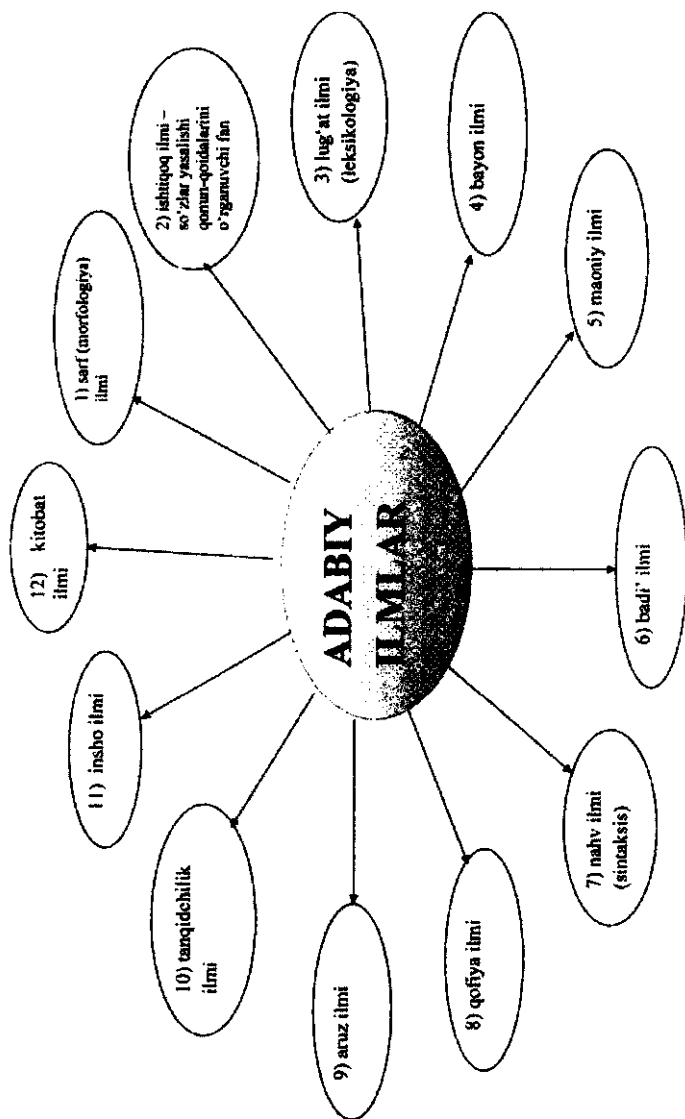 ADABIY
ILMLAR
1) sarf (morfologiya)
ilmi
2) ishtiqoq ilmi –
so'zlar yasalishi
qonun-qoidalarini
o'rganuvchi fan
3) lug'at ilmi
(leksikologiya)
4) bayon ilmi
5) maoniy ilmi
6) badi' ilmi
7) nahv ilmi
(sintaksis)
8) qofiya ilmi
9) aruz ilmi
10) tanqidchilik
ilmi
11) insho ilmi
12) kitobat
ilmi